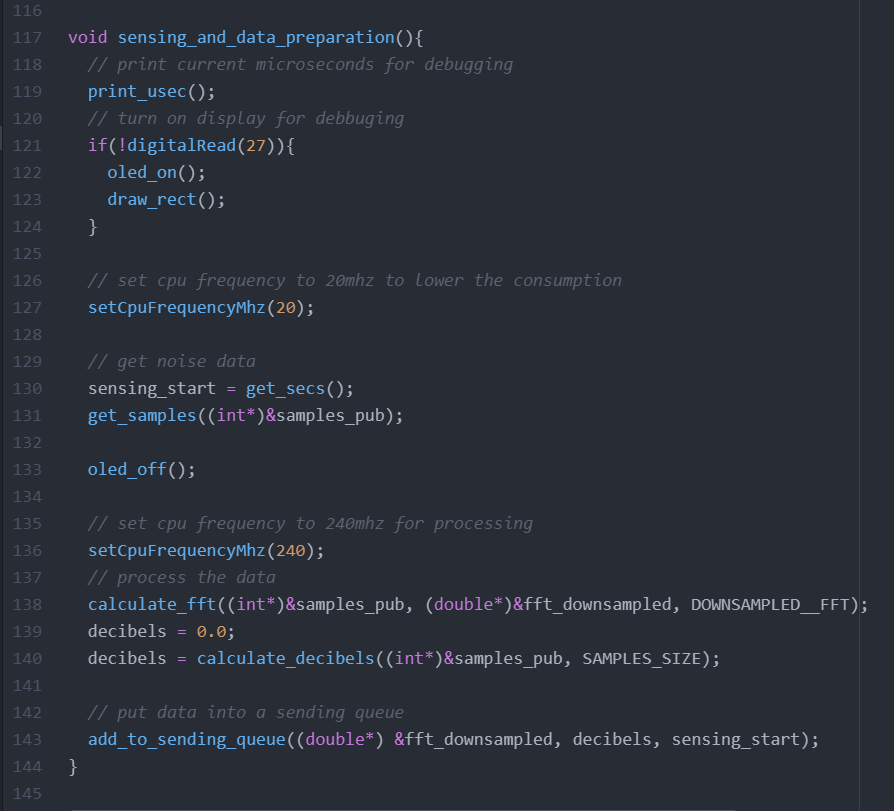 116
117 void sensing_and_data_preparation(){
118 // print current microseconds for debugging
119 print_usec();
120 // turn on display for debbuging
121 if(!digitalRead(27)){
122 oled_on();
123 draw_rect();
124 }
125
126 // set cpu frequency to 20mhz to lower the consumption
127 setCpuFrequencyMhz(20);
128
129 // get noise data
130 sensing_start = get_secs();
131 get_samples((int*)&samples_pub);
132
133 oled_off();
134
135 // set cpu frequency to 240mhz for processing
136 setCpuFrequencyMhz(240);
137 // process the data
138 calculate_fft((int*)&samples_pub, (double*)&fft_downsampled, DOWNSAMPLED__FFT);
139 decibels = 0.0;
140 decibels = calculate_decibels((int*)&samples_pub, SAMPLES_SIZE);
141
142 // put data into a sending queue
143 add_to_sending_queue((double*) &fft_downsampled, decibels, sensing_start);
144 }
145